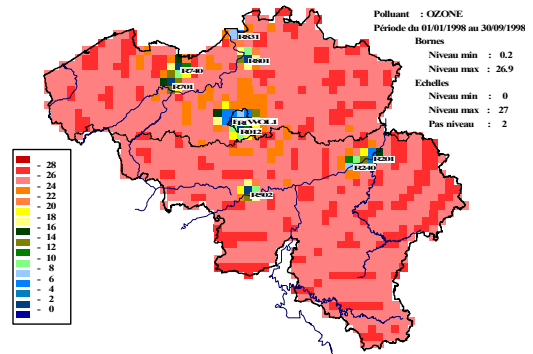 Polluant : OZONE
Période du 01/01/1998 au 30/09/1998
Bornes
Niveau min : 0.2
Niveau max : 26.9
Echelles
Niveau min : 0
Niveau max : 27
Pas niveau : 2
R831
R801
R740
R701
WOL1
R012
R201
R240
R502
- 28
- 26
- 24
- 22
- 20
- 18
- 16
- 14
- 12
- 10
- 8
- 6
- 4
- 2
- 0